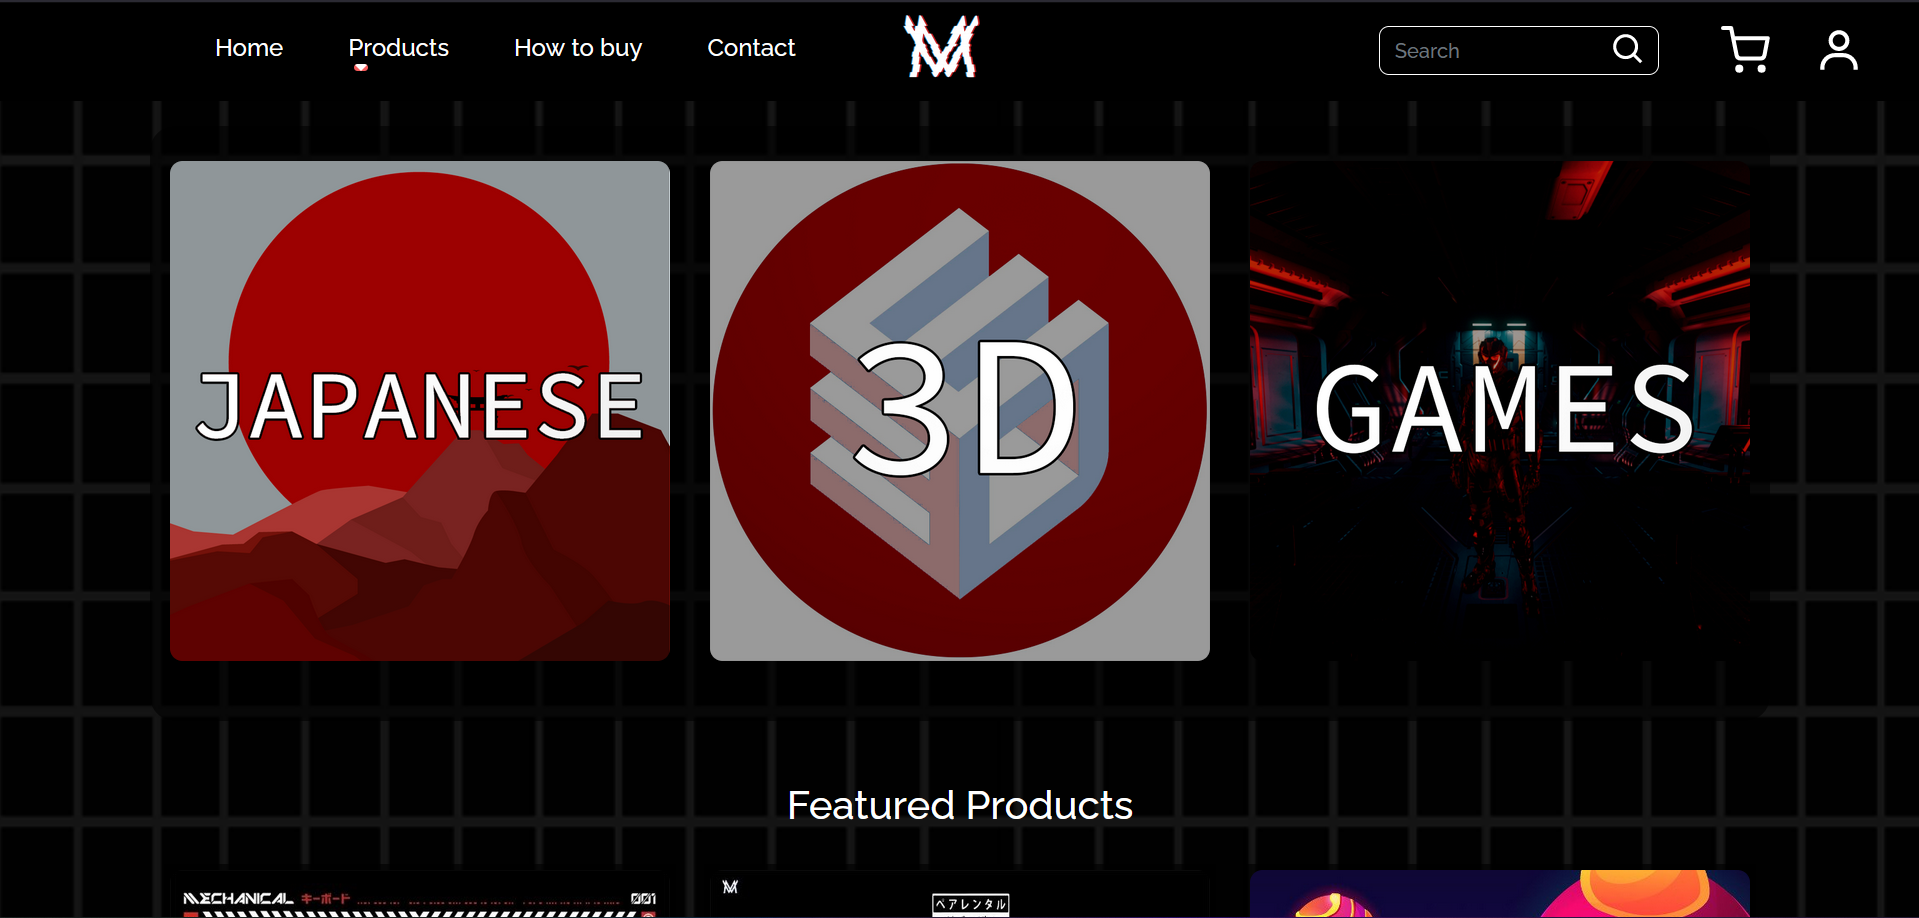 Home
Products
How to buy
Contact
Search
JAPANESE
3D
GAMES
Featured Products
MECHANICAL キーボード
001
ペアレンタル